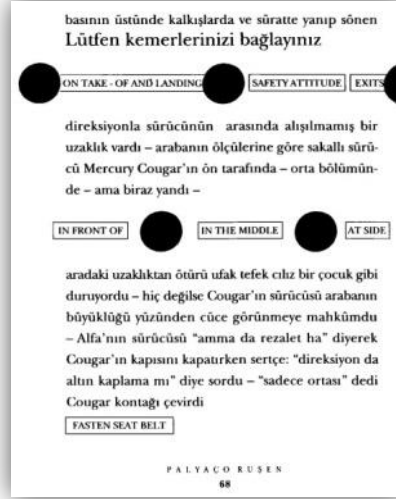 basının üstünde kalkışlarda ve süratte yanıp sönen
Lütfen kemerlerinizi bağlayınız
ON TAKE - OF AND LANDING SAFETY ATTITUDE EXITS
direksiyonla sürücünün arasında alışılmamış bir
uzaklık vardı – arabanın ölçülerine göre sakallı sürü-
cü Mercury Cougar'ın ön tarafında – orta bölümün-
de – ama biraz yandı –
IN FRONT OF IN THE MIDDLE AT SIDE
aradaki uzaklıktan ötürü ufak tefek cılız bir çocuk gibi
duruyordu – hiç değilse Cougar'ın sürücüsü arabanın
büyüklüğü yüzünden cüce görünmeye mahkûmdu
– Alfa'nın sürücüsü “amma da rezalet ha” diyerek
Cougar'ın kapısını kapatırken sertçe: “direksiyon da
altın kaplama mı” diye sordu – “sadece ortası” dedi
Cougar kontağı çevirdi
FASTEN SEAT BELT
PALYAÇO RUŞEN
68